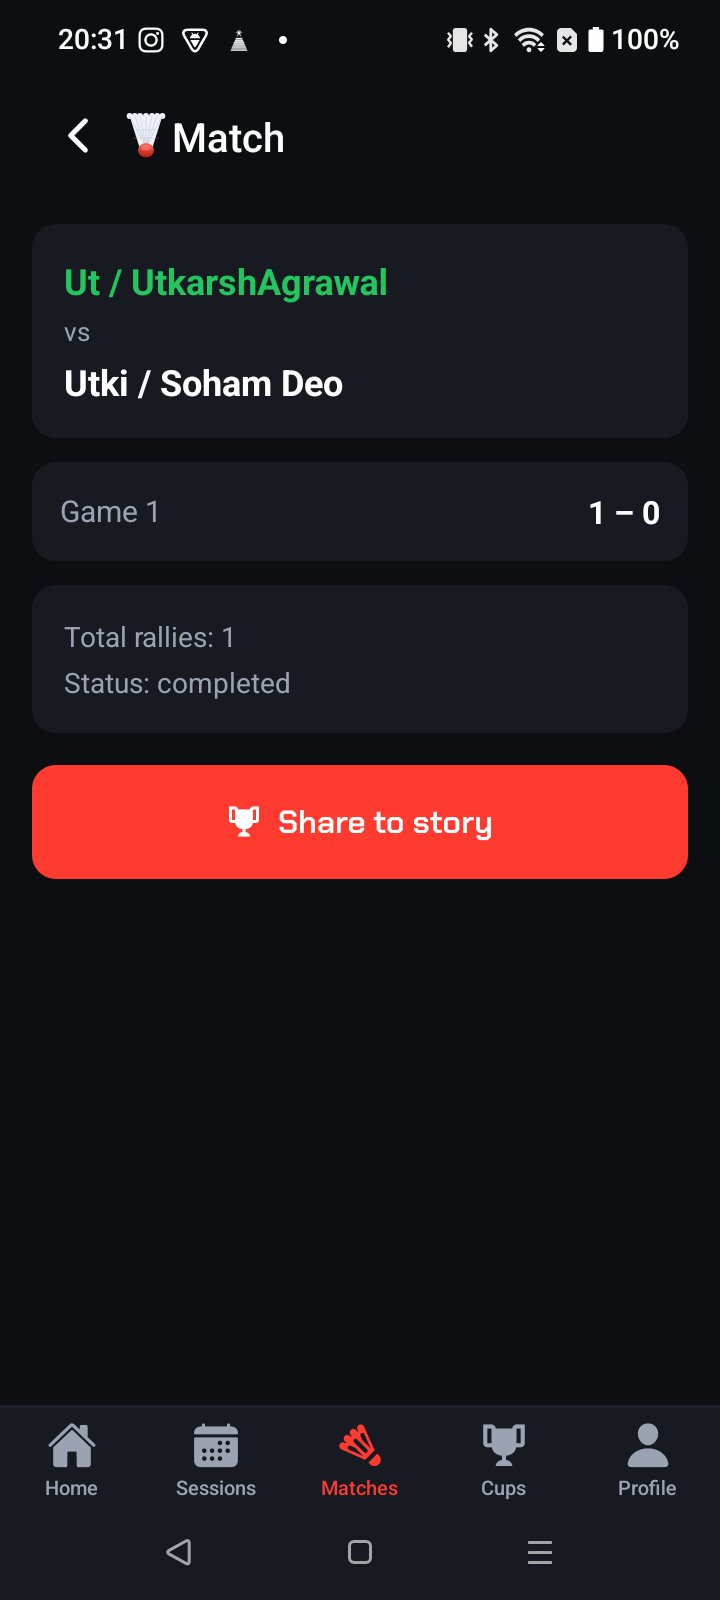 20:31 100%
Match
Ut / UtkarshAgrawal
vs
Utki / Soham Deo
Game 1 1 – 0
Total rallies: 1
Status: completed
Share to story
Home Sessions Matches Cups Profile